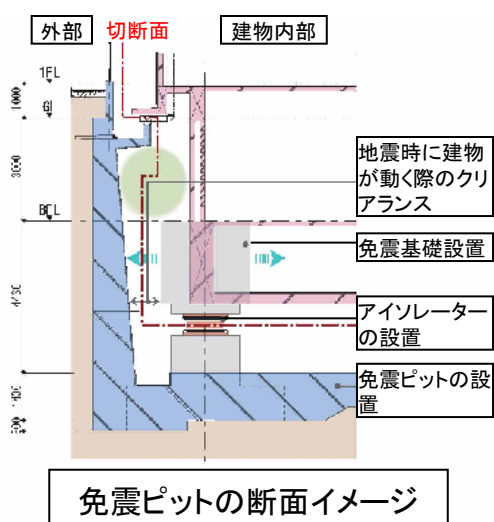 外部
切断面
建物内部
1FL
GL
1000
3000
BFL
地震時に建物
が動く際のクリ
アランス
免震基礎設置
アイソレーター
の設置
免震ピットの設
置
免震ピットの断面イメージ